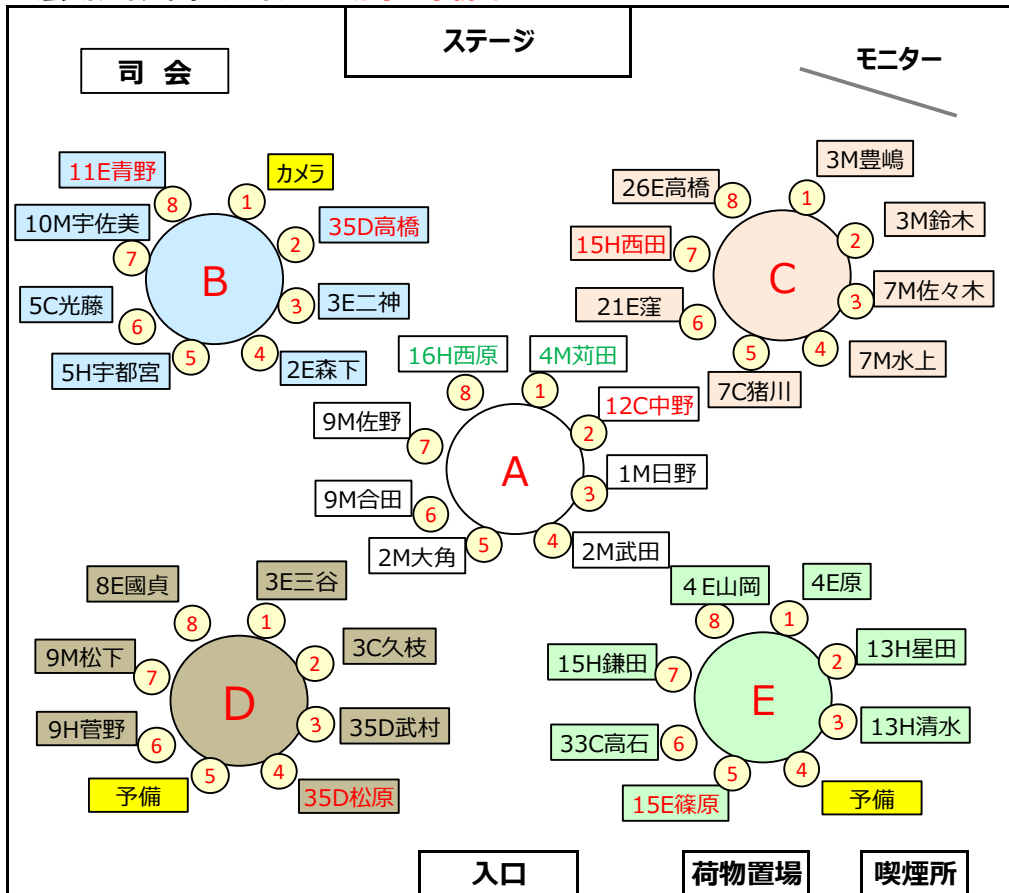 ステージ
司 会
モニター
11E青野
カメラ
10M宇佐美
35D高橋
5C光藤
3E二神
5H宇都宮
2E森下
8
1
7
2
6
3
5
4
B
26E高橋
3M豊嶋
15H西田
3M鈴木
21E窪
7M佐々木
7C猪川
7M水上
8
1
7
2
6
3
5
4
C
16H西原
4M苅田
9M佐野
12C中野
9M合田
1M日野
2M大角
2M武田
8
1
7
2
6
3
5
4
A
8E國貞
3E三谷
9M松下
3C久枝
9H菅野
35D武村
予備
35D松原
8
1
7
2
6
3
5
4
D
4 E山岡
4E原
15H鎌田
13H星田
33C高石
13H清水
15E篠原
予備
8
1
7
2
6
3
5
4
E
入口
荷物置場
喫煙所